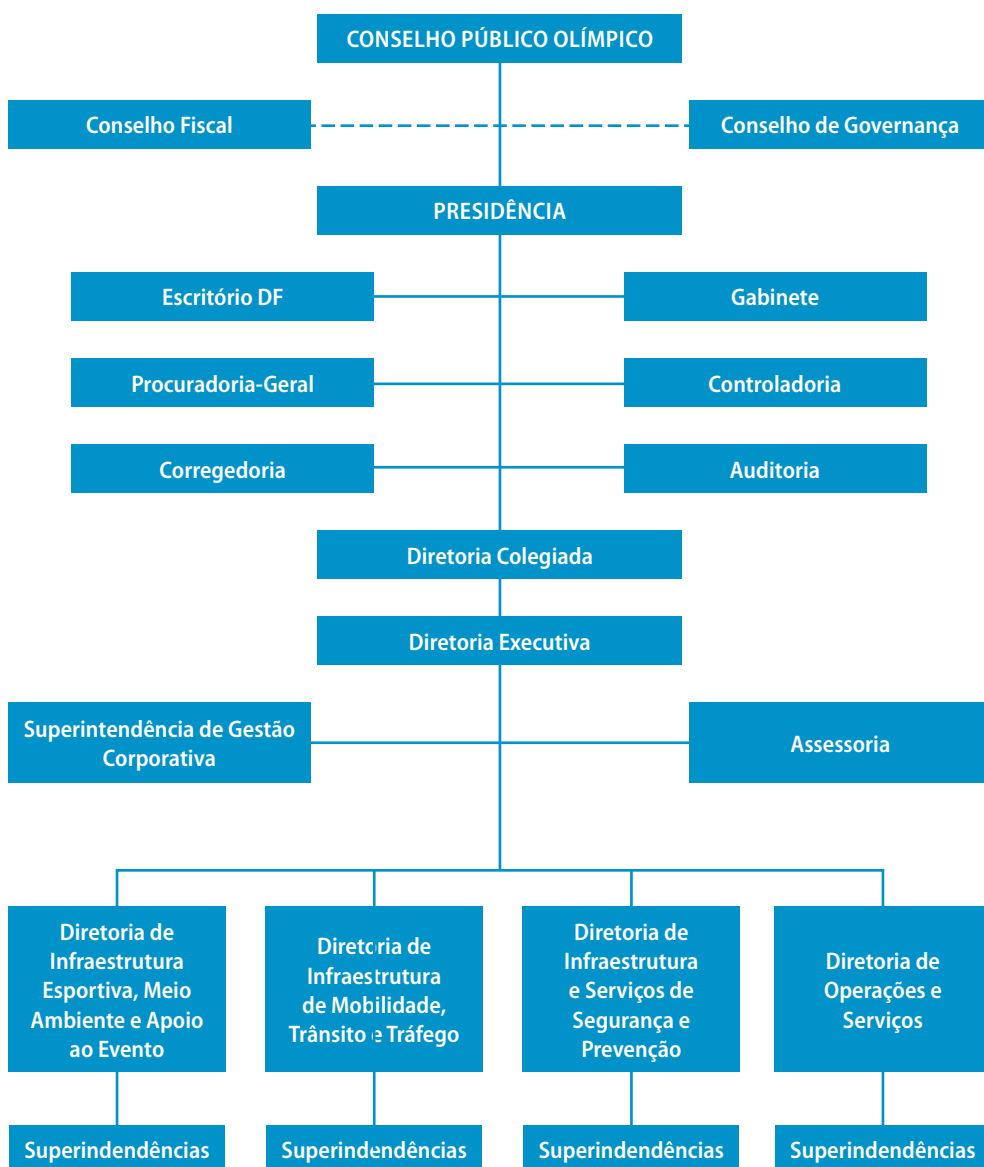 CONSELHO PÚBLICO OLÍMPICO
Conselho Fiscal
Conselho de Governança
PRESIDÊNCIA
Escritório DF
Gabinete
Procuradoria-Geral
Controladoria
Corregedoria
Auditoria
Diretoria Colegiada
Diretoria Executiva
Superintendência de Gestão
Corporativa
Assessoria
Diretoria de
Infraestrutura
Esportiva, Meio
Ambiente e Apoio
ao Evento
Diretoria de
Infraestrutura
de Mobilidade,
Trânsito e Tráfego
Diretoria de
Infraestrutura
e Serviços de
Segurança e
Prevenção
Diretoria de
Operações e
Serviços
Superindendências
Superindendências
Superindendências
Superindendências